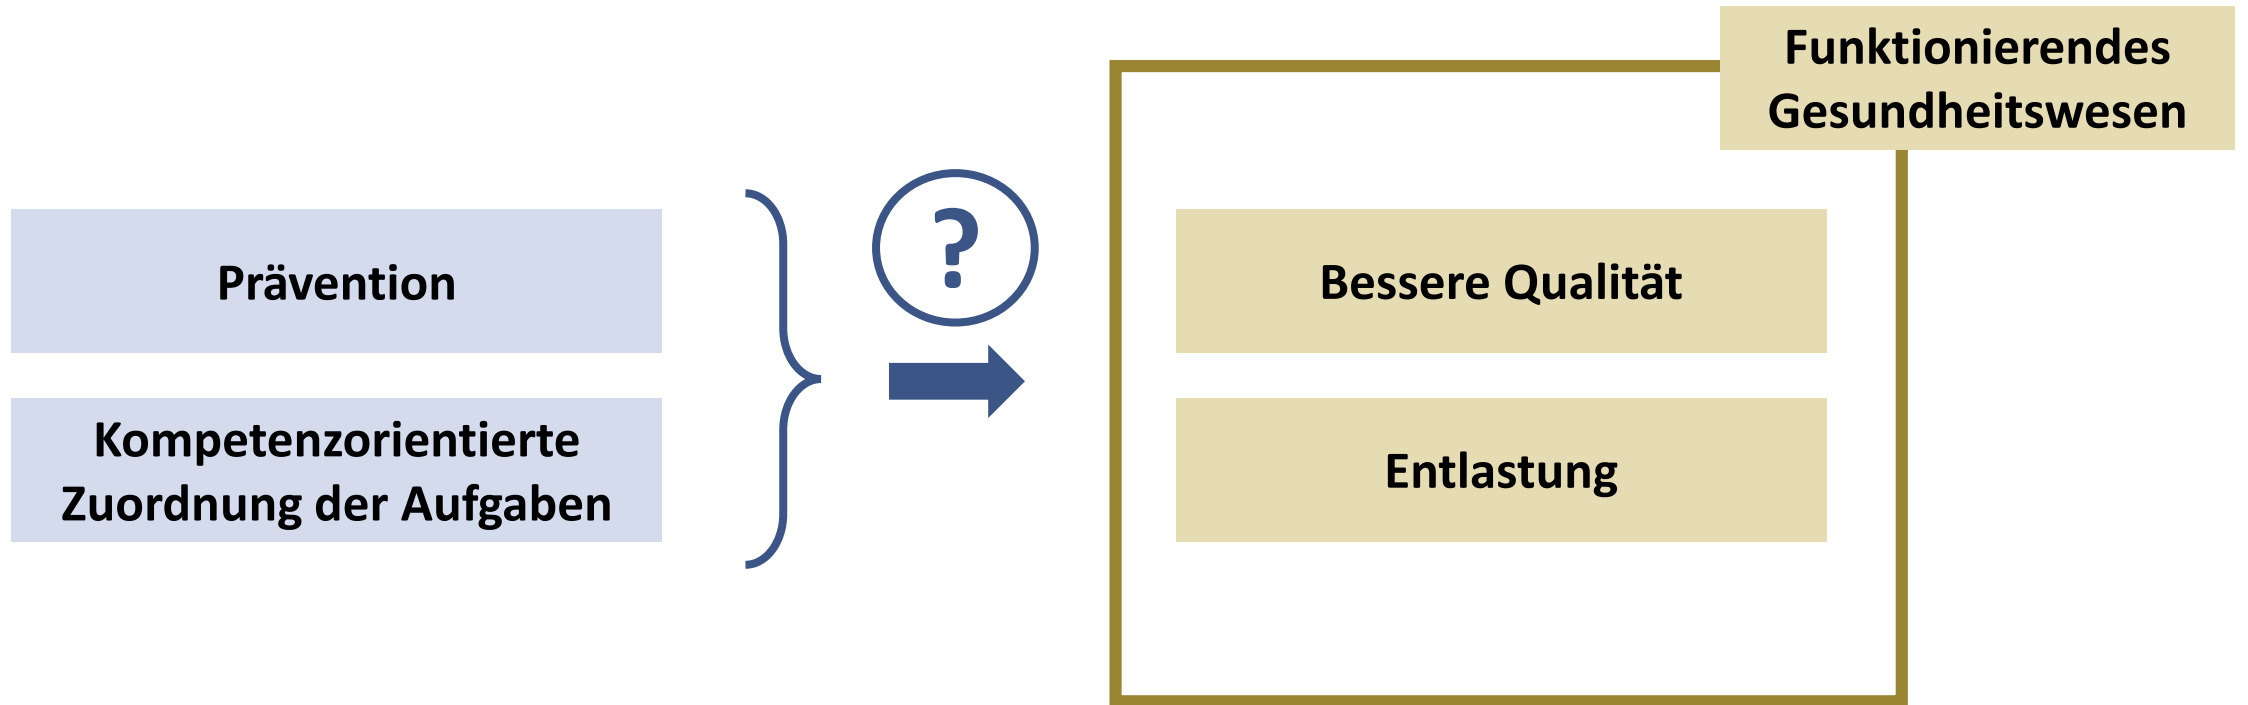 Funktionierendes
Gesundheitswesen
Prävention
Kompetenzorientierte
Zuordnung der Aufgaben
?
Bessere Qualität
Entlastung